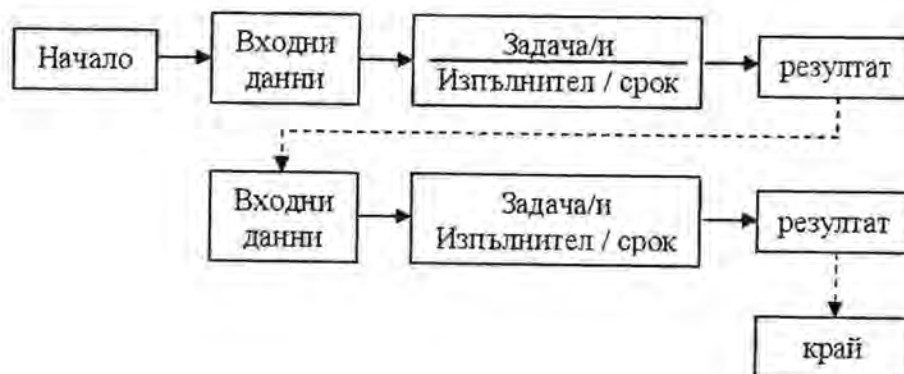 Начало
Входни
данни
Задача/и
Изпълнител / срок
резултат
Входни
данни
Задача/и
Изпълнител / срок
резултат
край